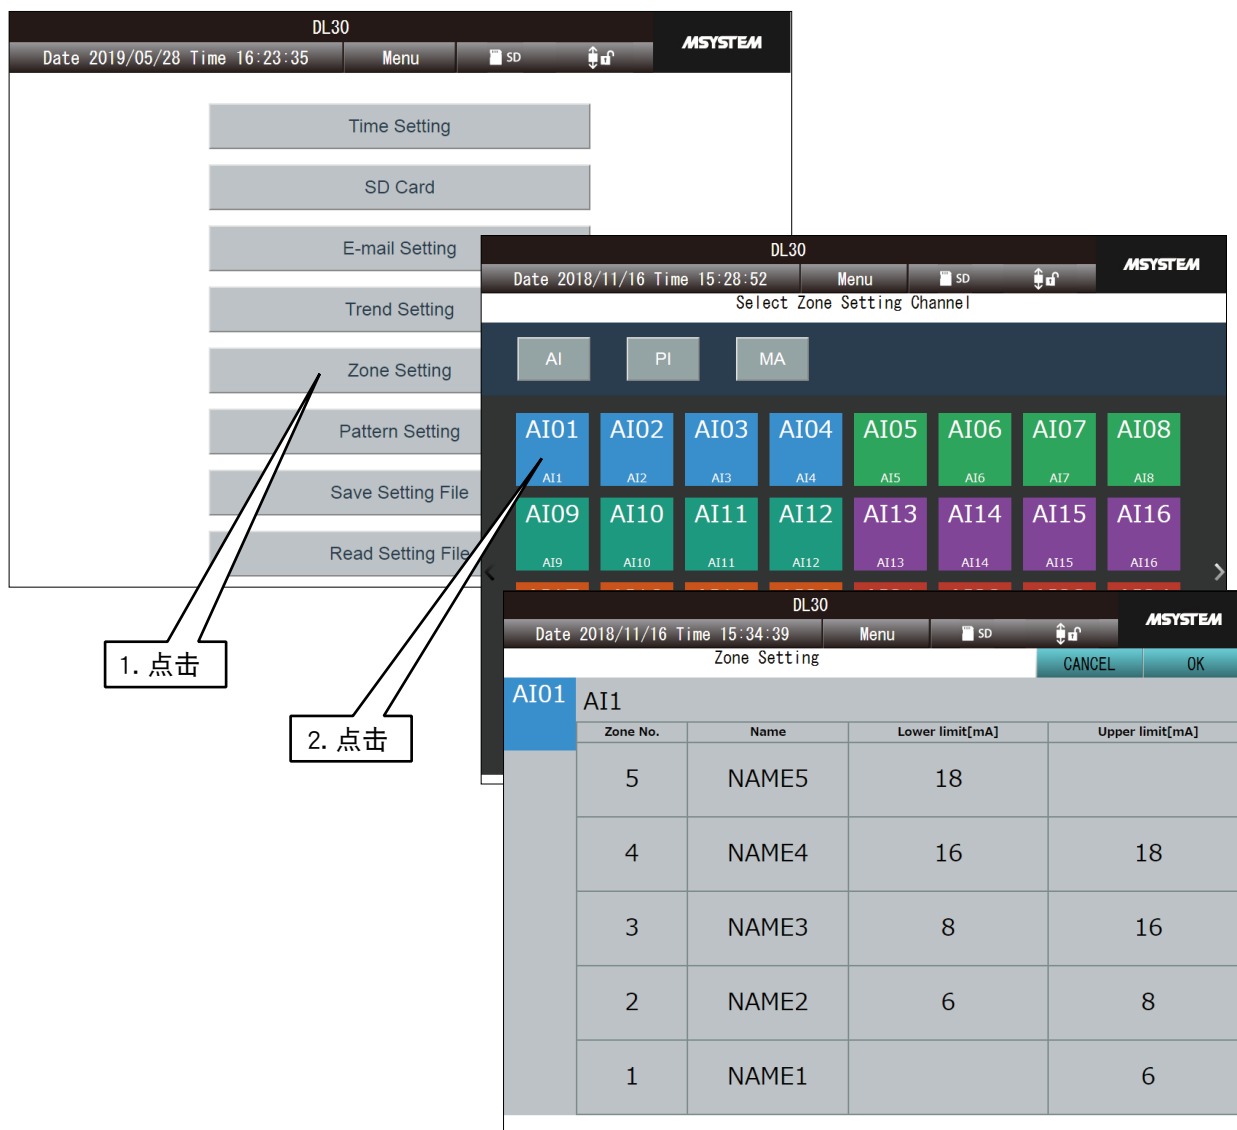 DL30
MSYSTEM
Date 2019/05/28 Time 16:23:35
Menu
SD
Time Setting
SD Card
E-mail Setting
Trend Setting
Zone Setting
Pattern Setting
Save Setting File
Read Setting File
1. 点击
DL30
MSYSTEM
Date 2018/11/16 Time 15:28:52
Menu
SD
Select Zone Setting Channel
AI PI MA
AI01 AI02 AI03 AI04 AI05 AI06 AI07 AI08
AI1 AI2 AI3 AI4 AI5 AI6 AI7 AI8
AI09 AI10 AI11 AI12 AI13 AI14 AI15 AI16
AI9 AI10 AI11 AI12 AI13 AI14 AI15 AI16
2. 点击
DL30
MSYSTEM
Date 2018/11/16 Time 15:34:39
Menu
SD
Zone Setting
CANCEL OK
AI01 AI1
Zone No. Name Lower limit[mA] Upper limit[mA]
5 NAME5 18
4 NAME4 16 18
3 NAME3 8 16
2 NAME2 6 8
1 NAME1 6